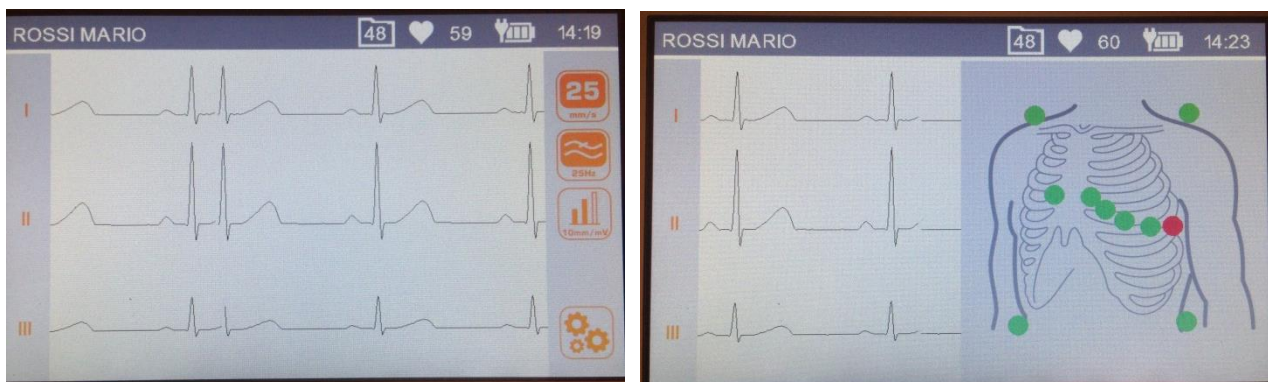 ROSSI MARIO 48 59 14:19
25
mm/s
I
25Hz
II
10mm/mV
III
ROSSI MARIO 48 60 14:23
I
II
III